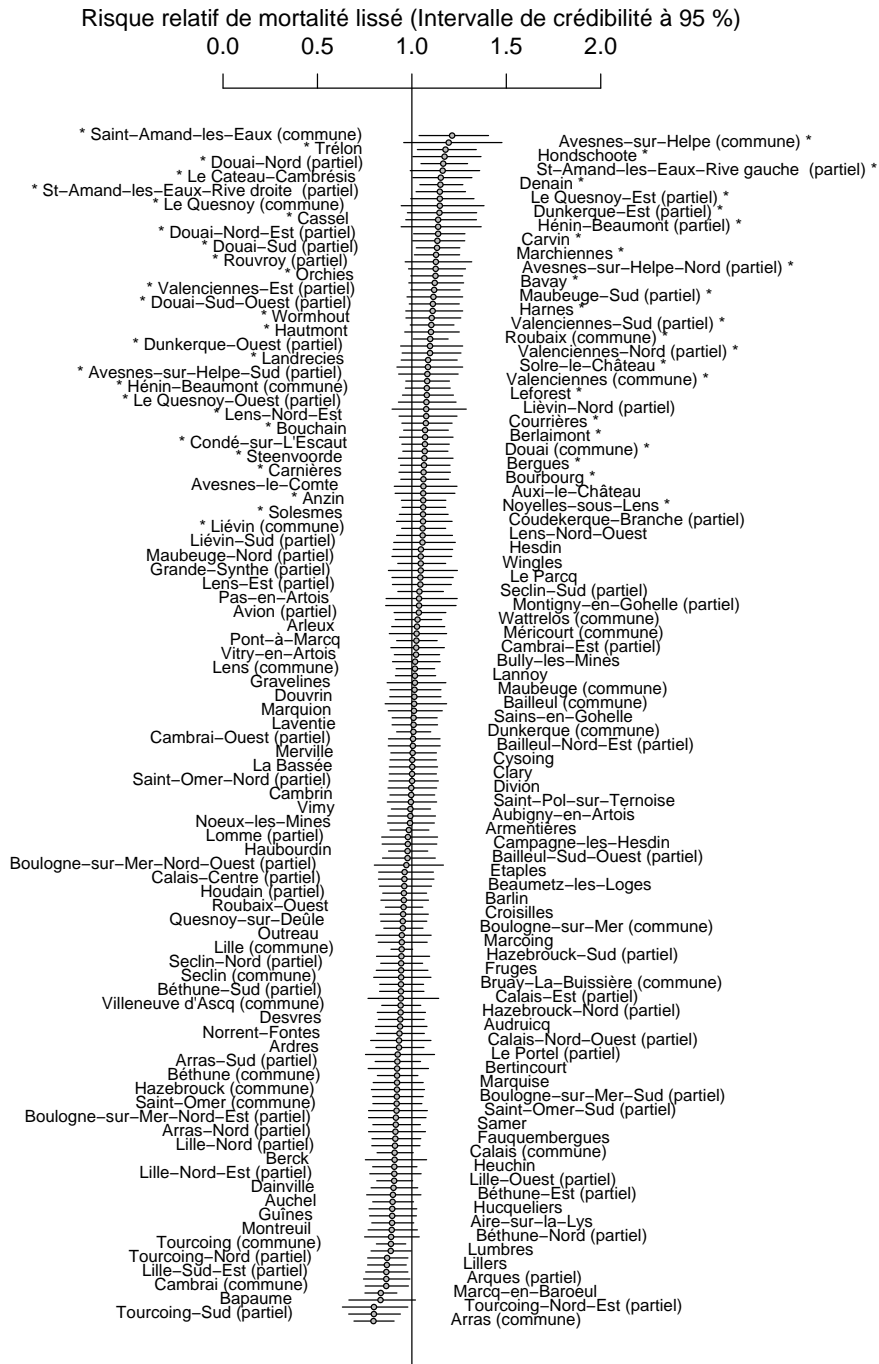 Risque relatif de mortalité lissé (Intervalle de crédibilité à 95 %)
0.0 0.5 1.0 1.5 2.0
* Saint−Amand−les−Eaux (commune)
* Trélon
* Douai−Nord (partiel)
* Le Cateau−Cambrésis
* St−Amand−les−Eaux−Rive droite (partiel)
* Le Quesnoy (commune)
* Cassel
* Douai−Nord−Est (partiel)
* Douai−Sud (partiel)
* Rouvroy (partiel)
* Orchies
* Valenciennes−Est (partiel)
* Douai−Sud−Ouest (partiel)
* Wormhout
* Hautmont
* Dunkerque−Ouest (partiel)
* Landrecies
* Avesnes−sur−Helpe−Sud (partiel)
* Hénin−Beaumont (commune)
* Le Quesnoy−Ouest (partiel)
* Lens−Nord−Est
* Bouchain
* Condé−sur−L'Escaut
* Steenvoorde
* Carnières
Avesnes−le−Comte
* Anzin
* Solesmes
* Liévin (commune)
Liévin−Sud (partiel)
Maubeuge−Nord (partiel)
Grande−Synthe (partiel)
Lens−Est (partiel)
Pas−en−Artois
Avion (partiel)
Arleux
Pont−à−Marcq
Vitry−en−Artois
Lens (commune)
Gravelines
Douvrin
Marquion
Laventie
Cambrai−Ouest (partiel)
Merville
La Bassée
Saint−Omer−Nord (partiel)
Cambrin
Vimy
Noeux−les−Mines
Lomme (partiel)
Haubourdin
Boulogne−sur−Mer−Nord−Ouest (partiel)
Calais−Centre (partiel)
Houdain (partiel)
Roubaix−Ouest
Quesnoy−sur−Deûle
Outreau
Lille (commune)
Seclin−Nord (partiel)
Seclin (commune)
Béthune−Sud (partiel)
Villeneuve d'Ascq (commune)
Desvres
Norrent−Fontes
Ardres
Arras−Sud (partiel)
Béthune (commune)
Hazebrouck (commune)
Saint−Omer (commune)
Boulogne−sur−Mer−Nord−Est (partiel)
Arras−Nord (partiel)
Lille−Nord (partiel)
Berck
Lille−Nord−Est (partiel)
Dainville
Auchel
Guînes
Montreuil
Tourcoing (commune)
Tourcoing−Nord (partiel)
Lille−Sud−Est (partiel)
Cambrai (commune)
Bapaume
Tourcoing−Sud (partiel)
Avesnes−sur−Helpe (commune) *
Hondschoote *
St−Amand−les−Eaux−Rive gauche (partiel) *
Denain *
Le Quesnoy−Est (partiel) *
Dunkerque−Est (partiel) *
Hénin−Beaumont (partiel) *
Carvin *
Marchiennes *
Avesnes−sur−Helpe−Nord (partiel) *
Bavay *
Maubeuge−Sud (partiel) *
Harnes *
Valenciennes−Sud (partiel) *
Roubaix (commune) *
Valenciennes−Nord (partiel) *
Solre−le−Château *
Valenciennes (commune) *
Leforest *
Lièvin−Nord (partiel)
Courrières *
Berlaimont *
Douai (commune) *
Bergues *
Bourbourg *
Auxi−le−Château
Noyelles−sous−Lens *
Coudekerque−Branche (partiel)
Lens−Nord−Ouest
Hesdin
Wingles
Le Parcq
Seclin−Sud (partiel)
Montigny−en−Gohelle (partiel)
Wattrelos (commune)
Méricourt (commune)
Cambrai−Est (partiel)
Bully−les−Mines
Lannoy
Maubeuge (commune)
Bailleul (commune)
Sains−en−Gohelle
Dunkerque (commune)
Bailleul−Nord−Est (partiel)
Cysoing
Clary
Divion
Saint−Pol−sur−Ternoise
Aubigny−en−Artois
Armentières
Campagne−les−Hesdin
Bailleul−Sud−Ouest (partiel)
Etaples
Beaumetz−les−Loges
Barlin
Croisilles
Boulogne−sur−Mer (commune)
Marcoing
Hazebrouck−Sud (partiel)
Fruges
Bruay−La−Buissière (commune)
Calais−Est (partiel)
Hazebrouck−Nord (partiel)
Audruicq
Calais−Nord−Ouest (partiel)
Le Portel (partiel)
Bertincourt
Marquise
Boulogne−sur−Mer−Sud (partiel)
Saint−Omer−Sud (partiel)
Samer
Fauquembergues
Calais (commune)
Heuchin
Lille−Ouest (partiel)
Béthune−Est (partiel)
Hucqueliers
Aire−sur−la−Lys
Béthune−Nord (partiel)
Lumbres
Lillers
Arques (partiel)
Marcq−en−Baroeul
Tourcoing−Nord−Est (partiel)
Arras (commune)